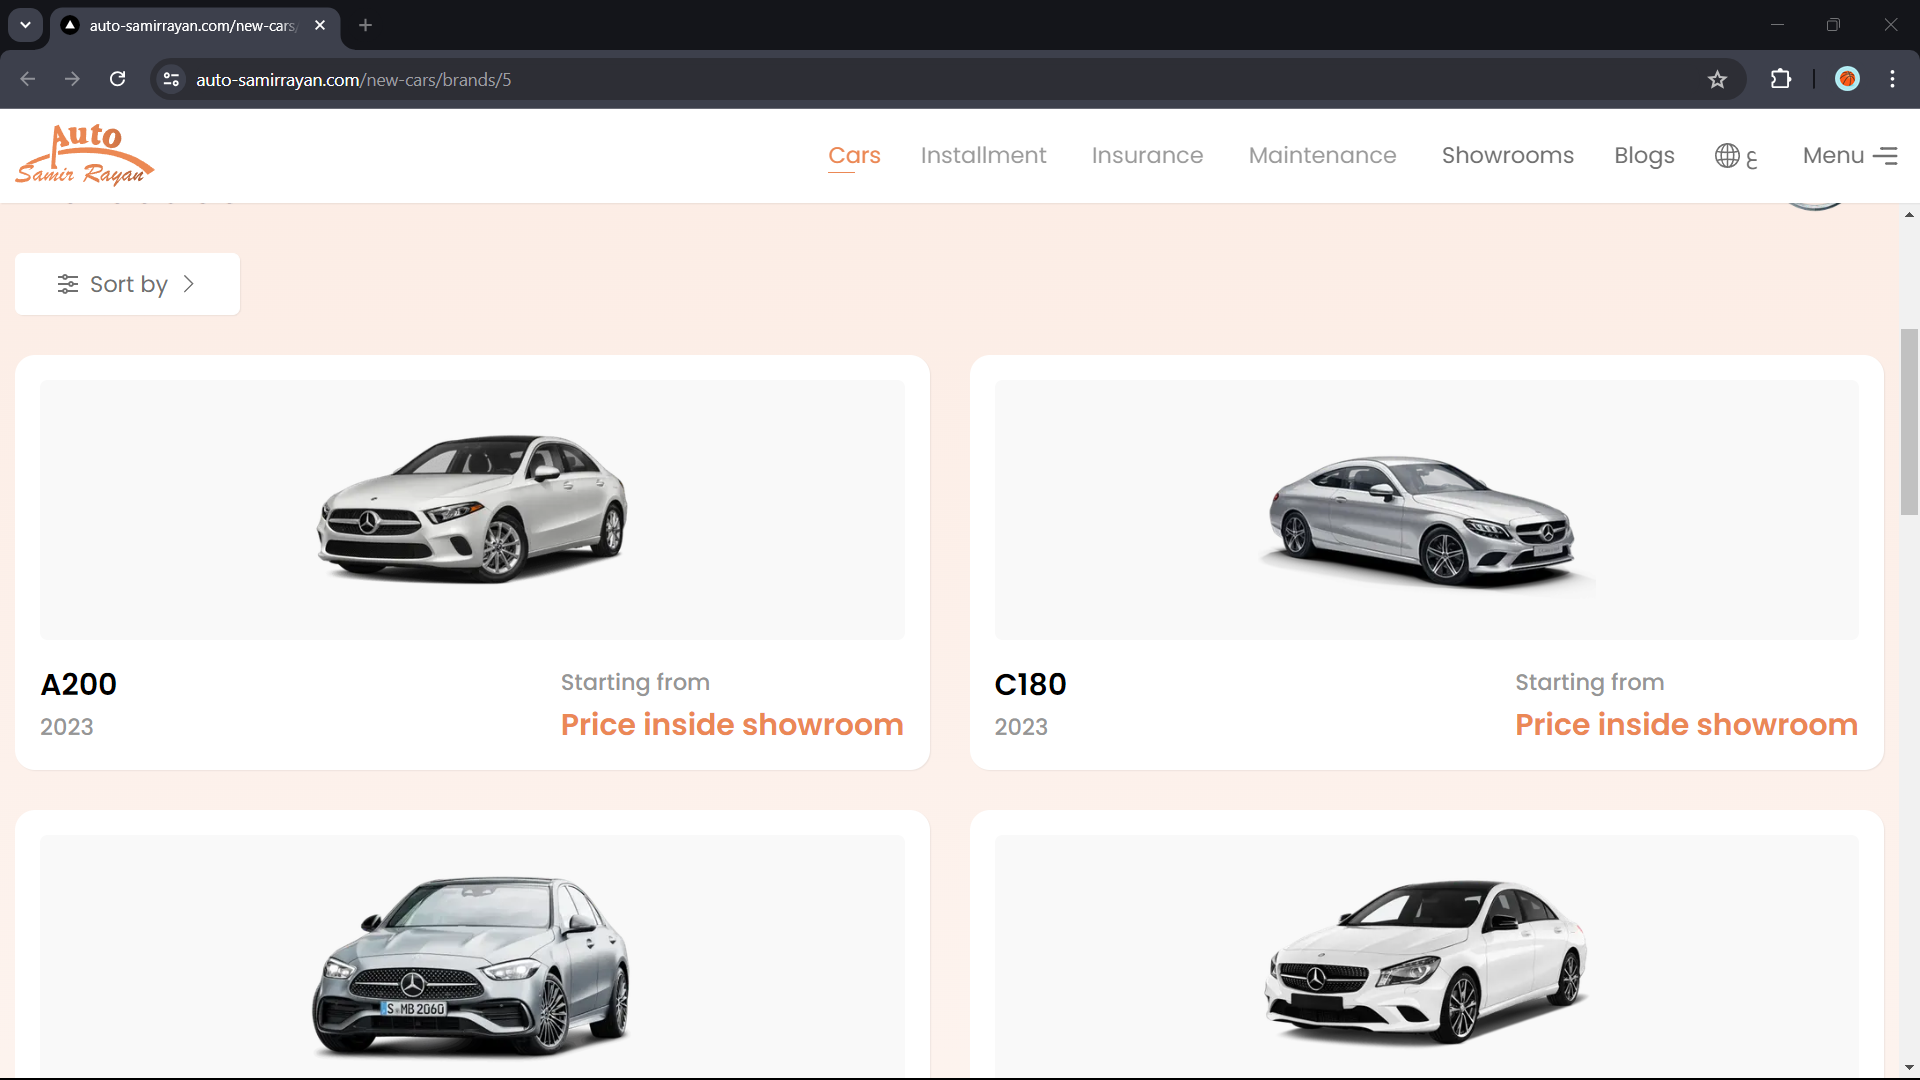 auto-samirrayan.com/new-cars/
auto-samirrayan.com/new-cars/brands/5
Auto
Samir Rayan
Cars
Installment
Insurance
Maintenance
Showrooms
Blogs
ع
Menu
Sort by
A200
Starting from
2023
Price inside showroom
C180
Starting from
2023
Price inside showroom
S MB 2060